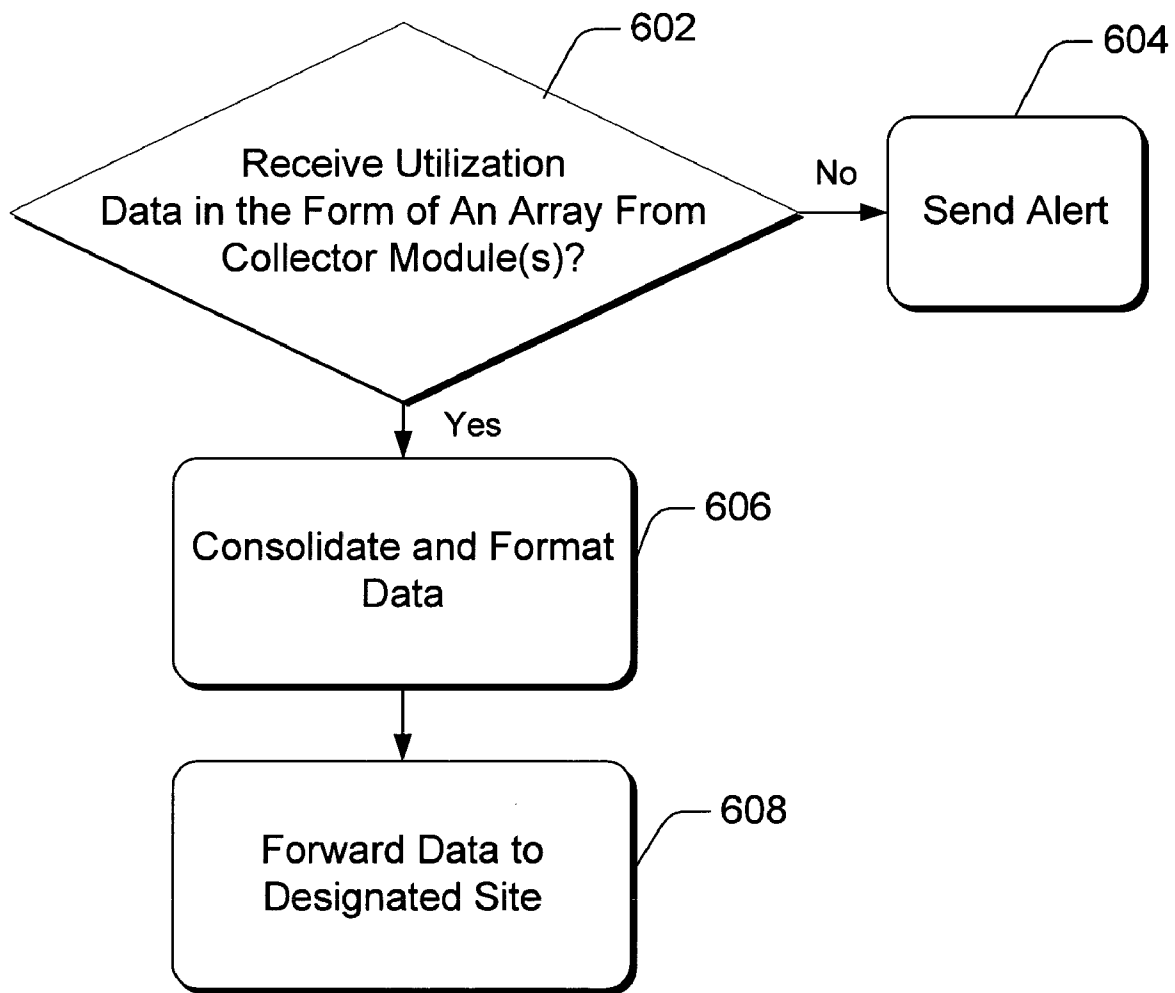 602
604
Receive Utilization
Data in the Form of An Array From
Collector Module(s)?
No
Send Alert
Yes
606
Consolidate and Format
Data
608
Forward Data to
Designated Site